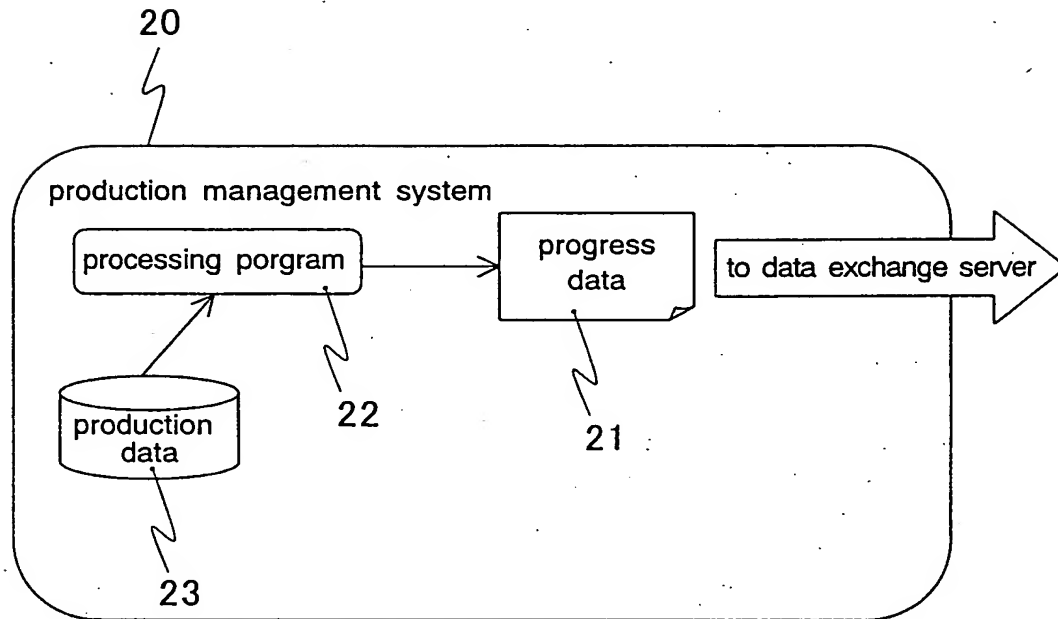 20
production management system
processing porgram
progress
data
to data exchange server
22
21
production
data
23